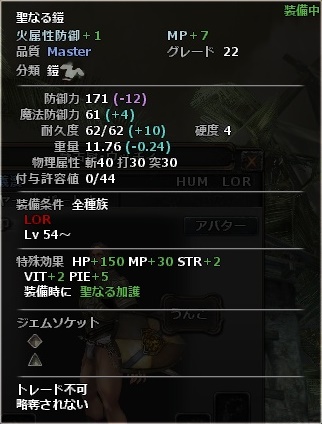 装備中
聖なる鎧
火属性防御+1 MP+7
品質 Master グレード 22
分類 鎧
防御力 171 (-12)
魔法防御力 61 (+4)
耐久度 62/62 (+10) 硬度 4
重量 11.76 (-0.24)
物理属性 斬40 打30 突30
付与許容値 0/44
HUM LOR
装備条件 全種族
LOR
Lv 54～
アバター
特殊効果 HP+150 MP+30 STR+2
VIT+2 PIE+5
装備時に 聖なる加護
ジェムソケット
トレード不可
略奪されない